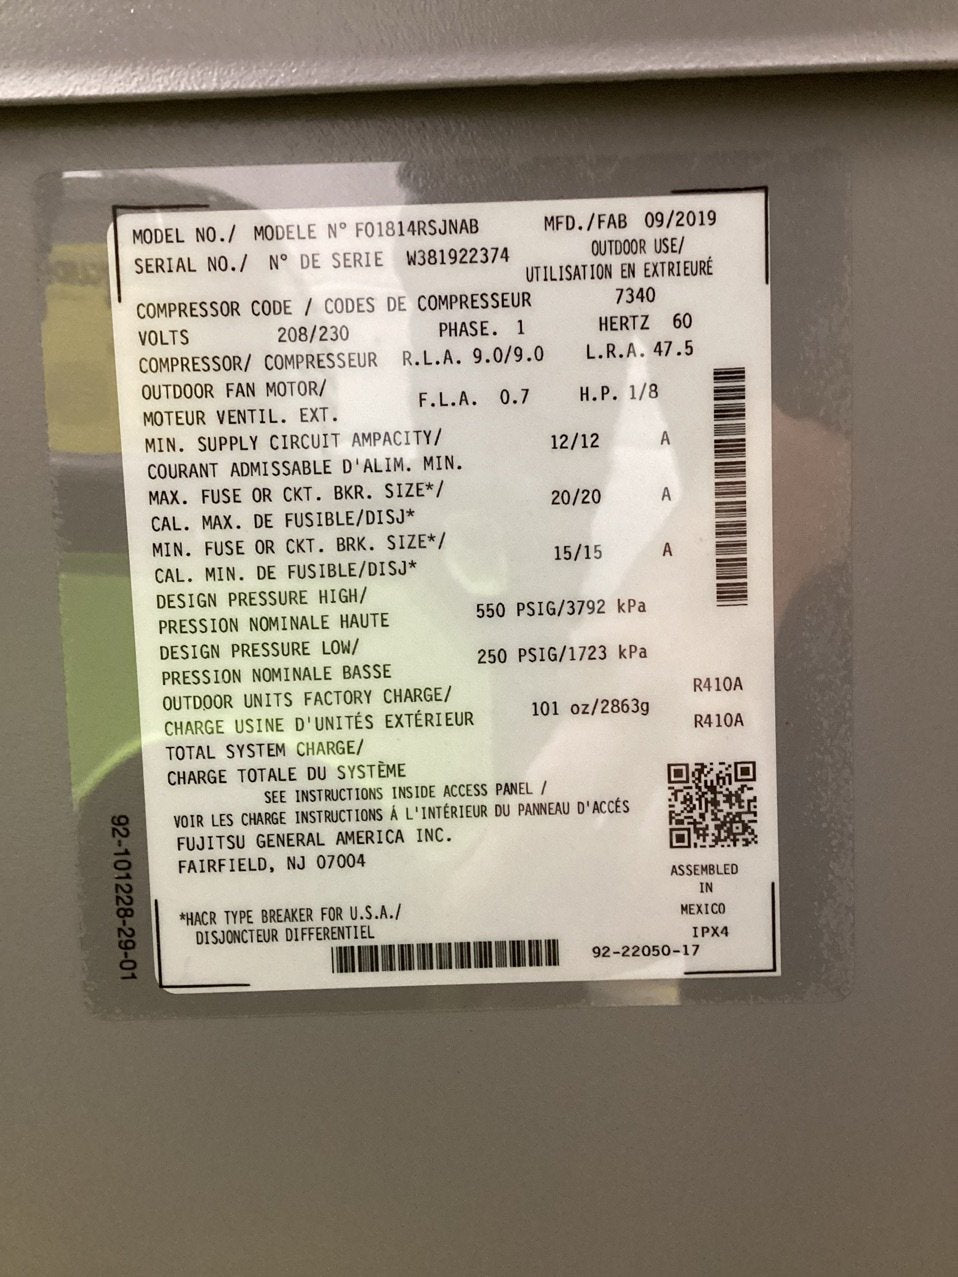 MODEL NO./ MODELE N° FO1814RSJNAB MFD./FAB 09/2019
SERIAL NO./ N° DE SERIE W381922374 OUTDOOR USE/
UTILISATION EN EXTRIEURÉ
COMPRESSOR CODE / CODES DE COMPRESSEUR 7340
VOLTS 208/230 PHASE. 1 HERTZ 60
COMPRESSOR/ COMPRESSEUR R.L.A. 9.0/9.0 L.R.A. 47.5
OUTDOOR FAN MOTOR/ F.L.A. 0.7 H.P. 1/8
MOTEUR VENTIL. EXT.
MIN. SUPPLY CIRCUIT AMPACITY/ 12/12 A
COURANT ADMISSABLE D'ALIM. MIN.
MAX. FUSE OR CKT. BKR. SIZE*/ 20/20 A
CAL. MAX. DE FUSIBLE/DISJ*
MIN. FUSE OR CKT. BRK. SIZE*/ 15/15 A
CAL. MIN. DE FUSIBLE/DISJ*
DESIGN PRESSURE HIGH/ 550 PSIG/3792 kPa
PRESSION NOMINALE HAUTE
DESIGN PRESSURE LOW/ 250 PSIG/1723 kPa
PRESSION NOMINALE BASSE
OUTDOOR UNITS FACTORY CHARGE/ 101 oz/2863g R410A
CHARGE USINE D'UNITÉS EXTÉRIEUR R410A
TOTAL SYSTEM CHARGE/
CHARGE TOTALE DU SYSTÈME
SEE INSTRUCTIONS INSIDE ACCESS PANEL /
VOIR LES CHARGE INSTRUCTIONS Á L'INTÉRIEUR DU PANNEAU D'ACCÉS
FUJITSU GENERAL AMERICA INC.
FAIRFIELD, NJ 07004
ASSEMBLED
IN
MEXICO
IPX4
*HACR TYPE BREAKER FOR U.S.A./
DISJONCTEUR DIFFERENTIEL
92-22050-17
92-101228-29-01